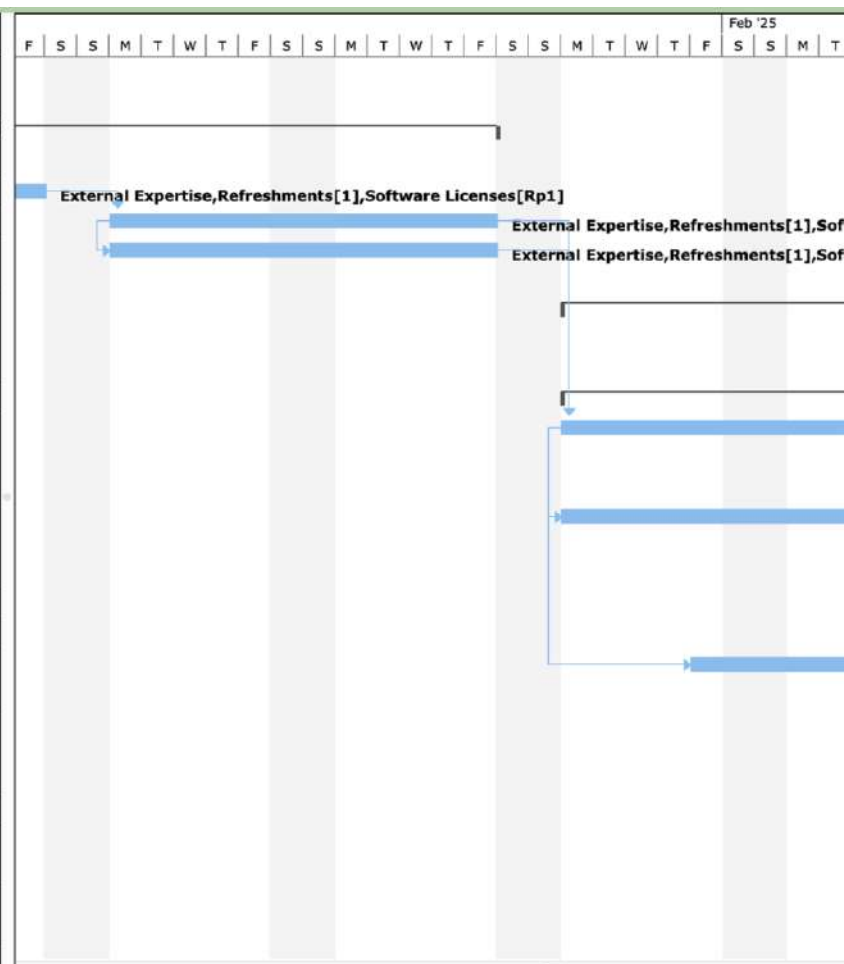 Feb '25
F S S M T W T F S S M T W T F S S M T W T F S S M T
External Expertise,Refreshments[1],Software Licenses[Rp1]
External Expertise,Refreshments[1],Sof
External Expertise,Refreshments[1],Sof